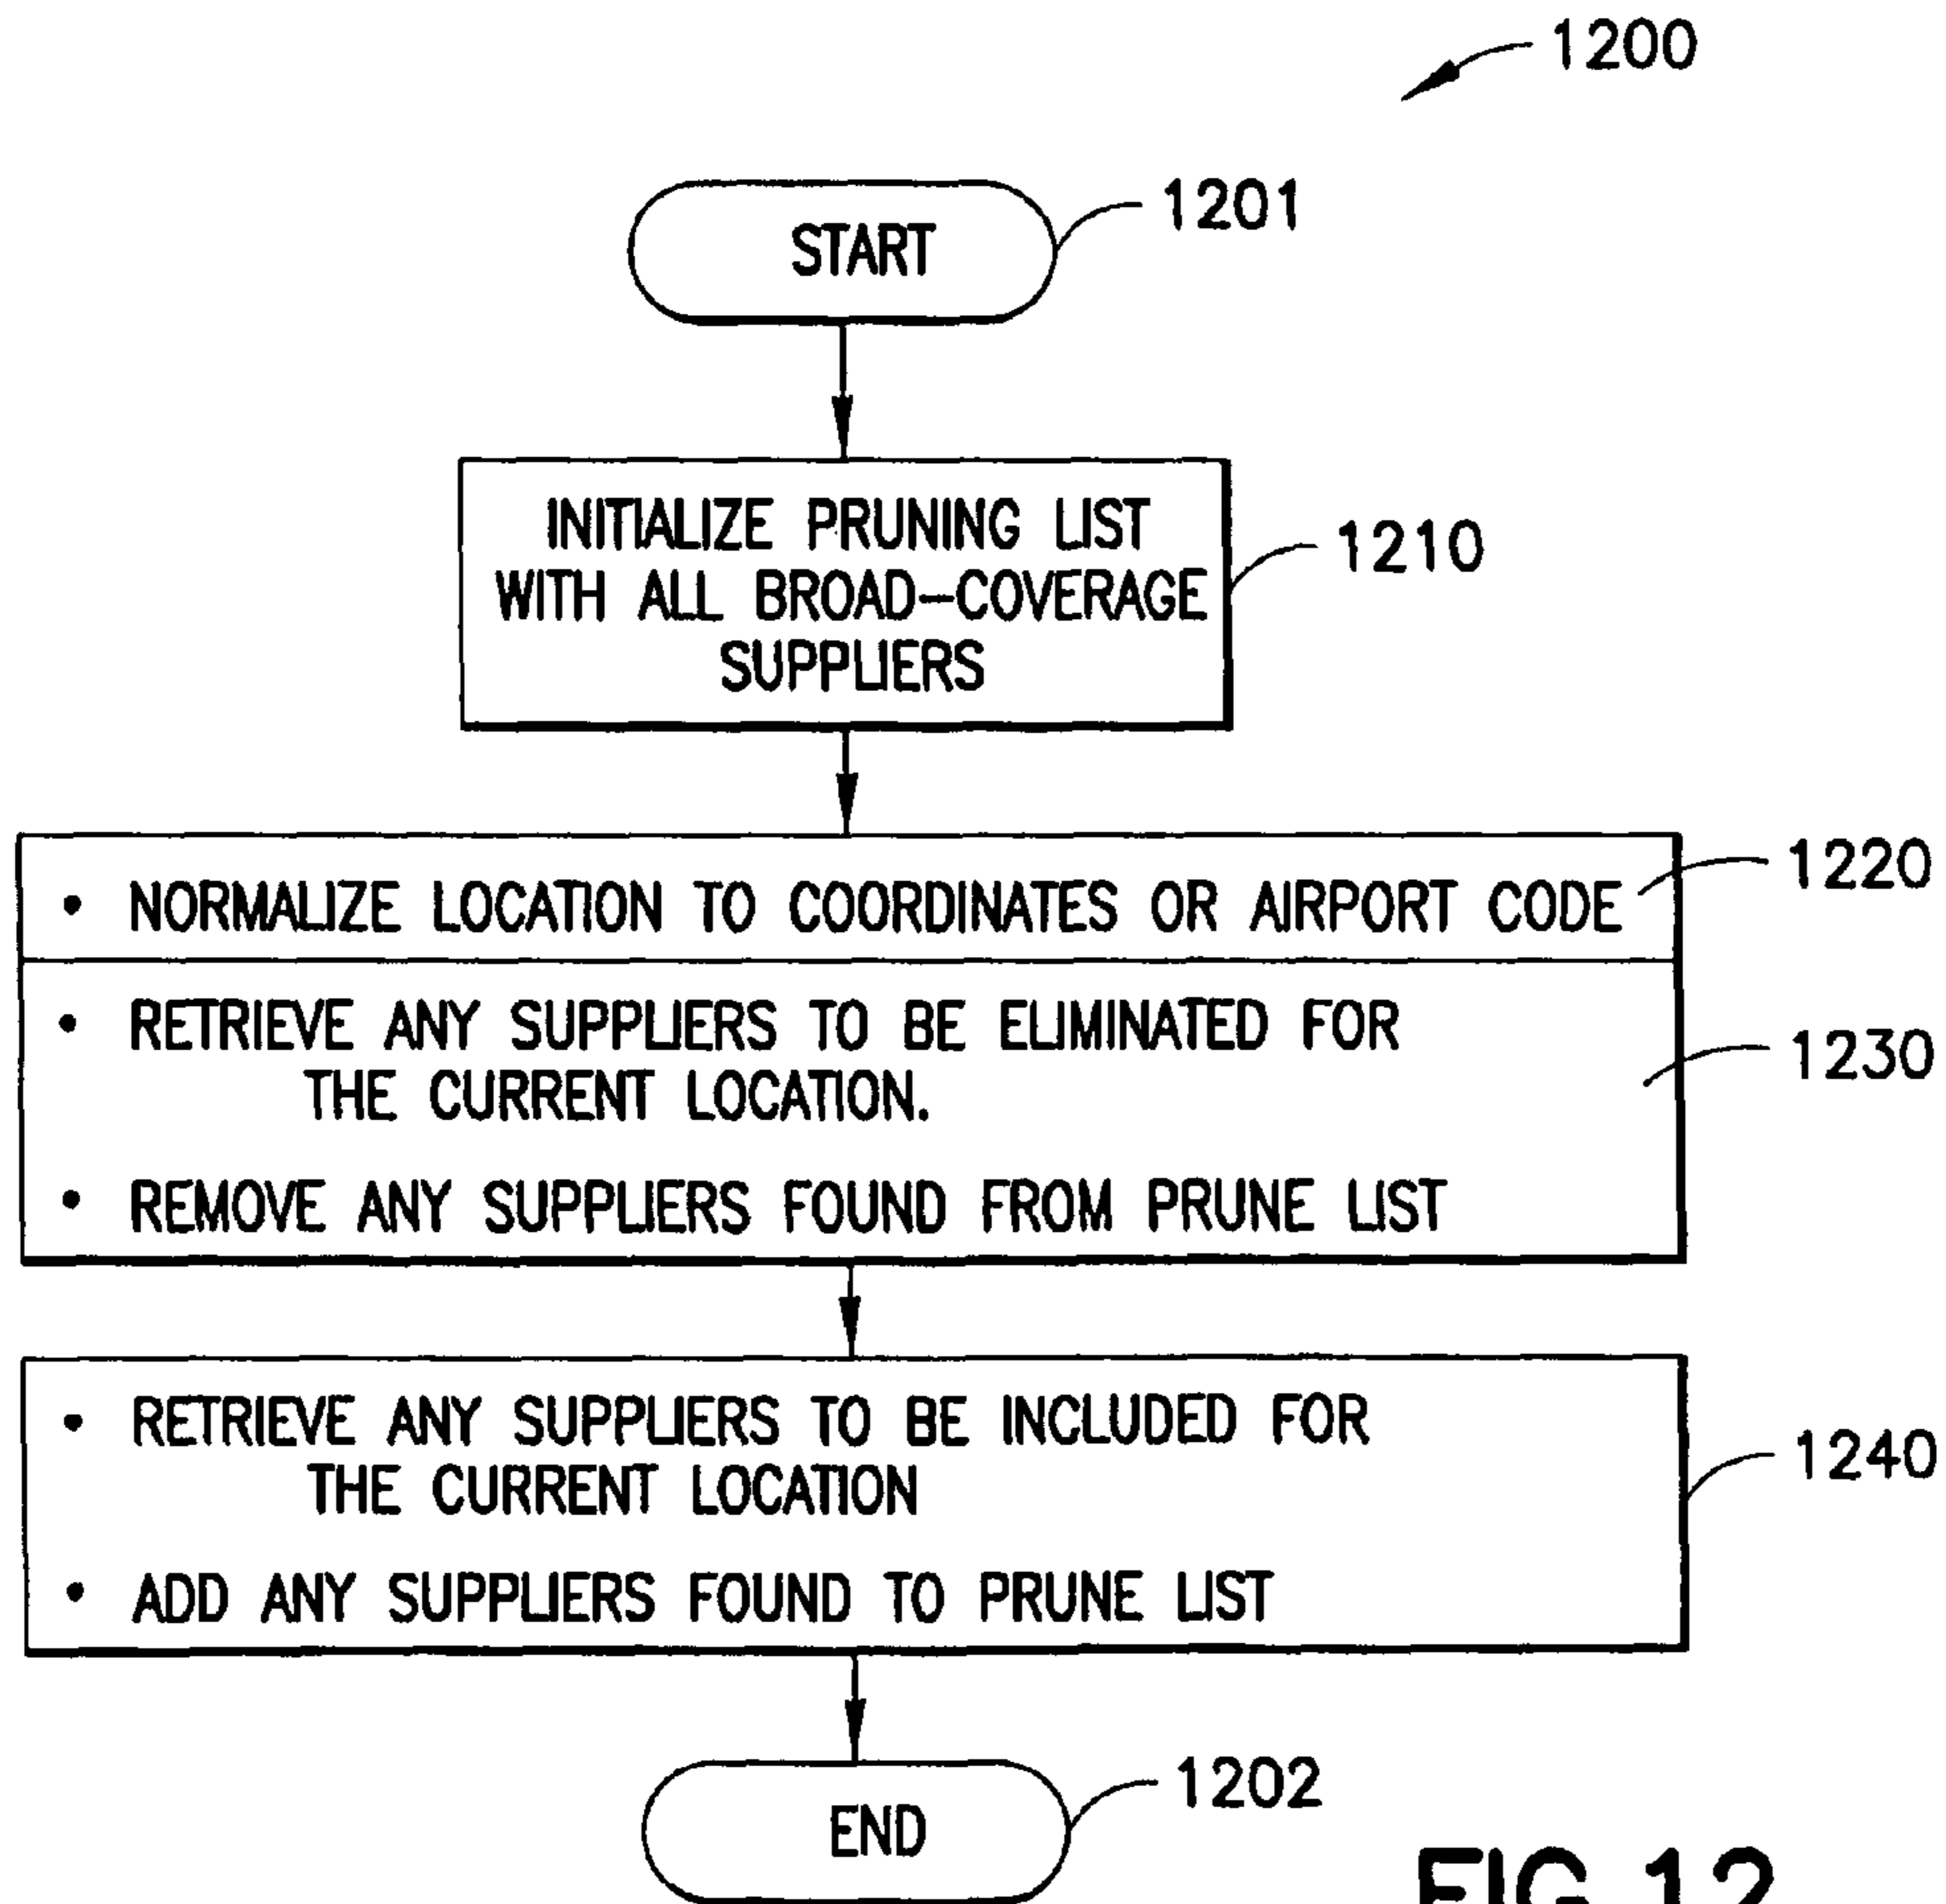 1200
START
1201
INITIALIZE PRUNING LIST
WITH ALL BROAD-COVERAGE
SUPPLIERS
1210
• NORMALIZE LOCATION TO COORDINATES OR AIRPORT CODE
1220
• RETRIEVE ANY SUPPLIERS TO BE ELIMINATED FOR
THE CURRENT LOCATION.
1230
• REMOVE ANY SUPPLIERS FOUND FROM PRUNE LIST
• RETRIEVE ANY SUPPLIERS TO BE INCLUDED FOR
THE CURRENT LOCATION
1240
• ADD ANY SUPPLIERS FOUND TO PRUNE LIST
END
1202
FIG.12